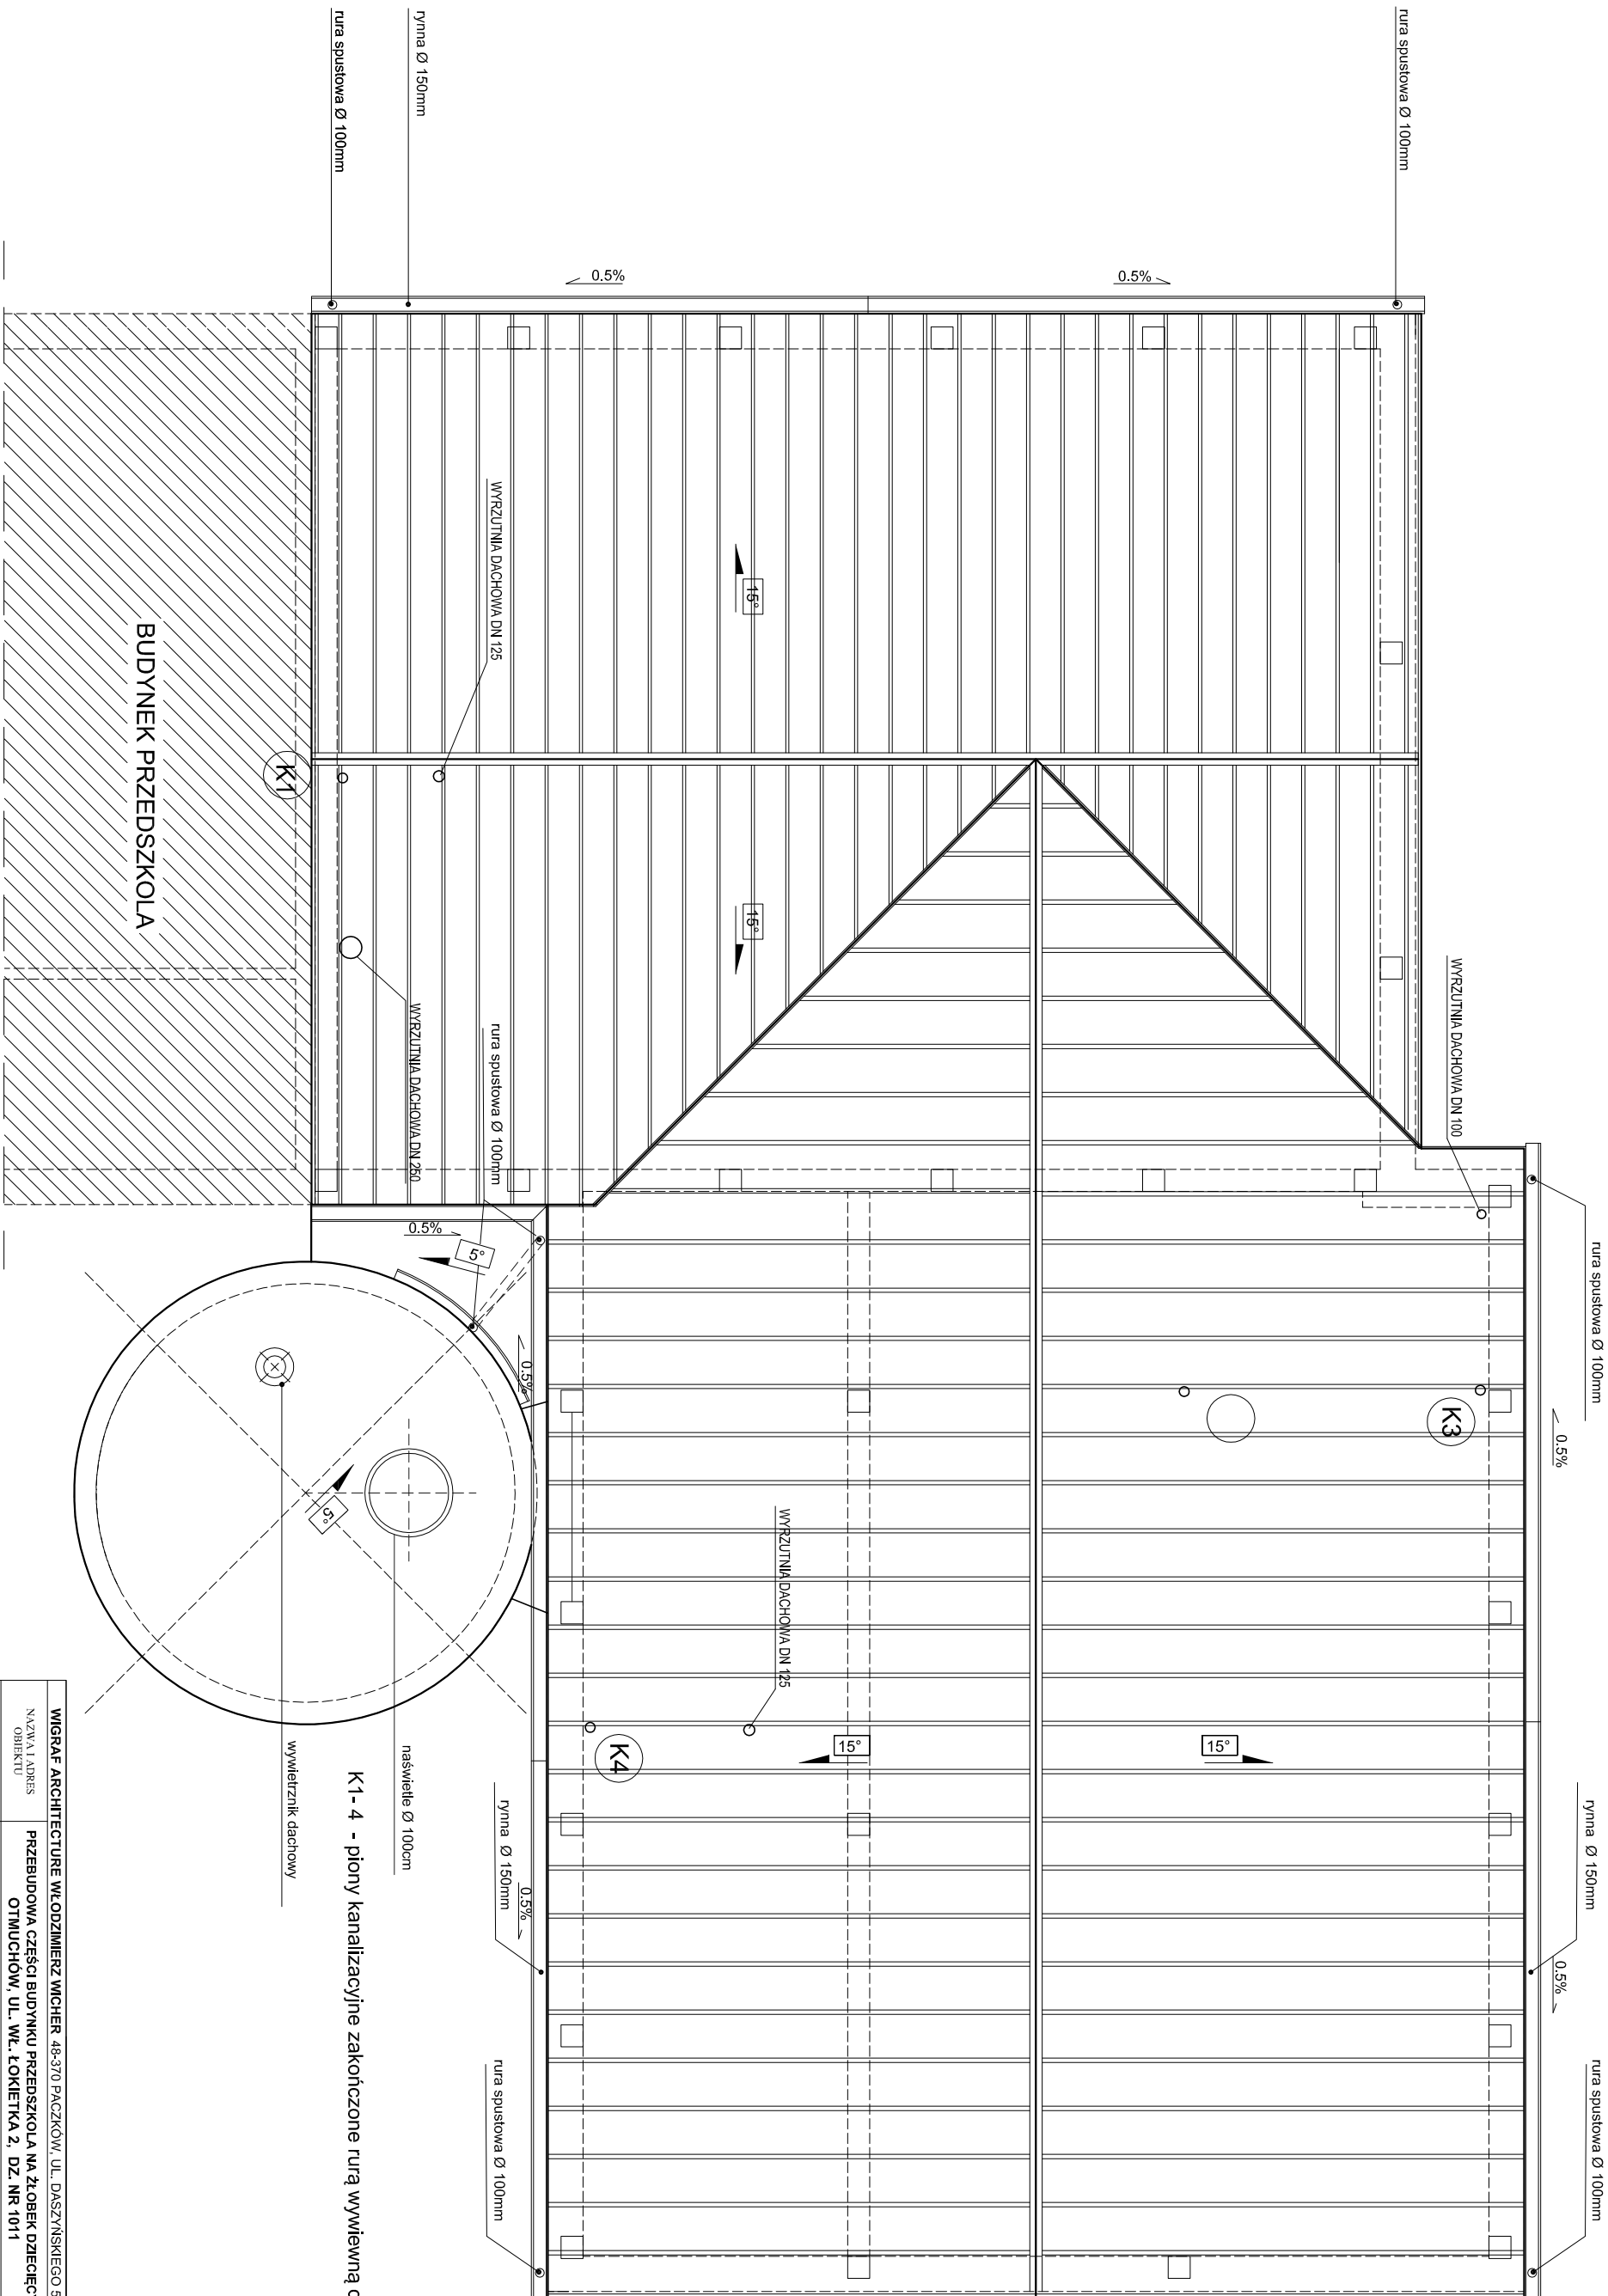 rura spustowa Ø 100mm
rynna Ø 150mm
rura spustowa Ø 100mm
0.5%
0.5%
WYRZUTNIA DACHOWA DN 125
15°
15°
BUDYNEK PRZEDSZKOLA
K1
WYRZUTNIA DACHOWA DN 250
rura spustowa Ø 100mm
WYRZUTNIA DACHOWA DN 100
rura spustowa Ø 100mm
0.5%
5°
0.5%
0.5%
K3
5°
WYRZUTNIA DACHOWA DN 125
K4
15°
15°
rynna Ø 150mm
rynna Ø 150mm
0.5%
0.5%
naświetle Ø 100cm
wywietrznik dachowy
rura spustowa Ø 100mm
rura spustowa Ø 100mm
K1- 4 - piony kanalizacyjne zakończone rurą wywiewną
WIGRAF ARCHITECTURE WŁODZIMIERZ WICHER 48-370 PACZKÓW, UL. DASZYŃSKIEGO 5
NAZWA I ADRES
OBIEKTU
PRZEBUDOWA CZĘŚCI BUDYNKU PRZEDSZKOLA NA ŻŁOBEK DZIECIĘC
OTMUCHÓW, UL. WŁ. ŁOKIETKA 2, DZ. NR 1011